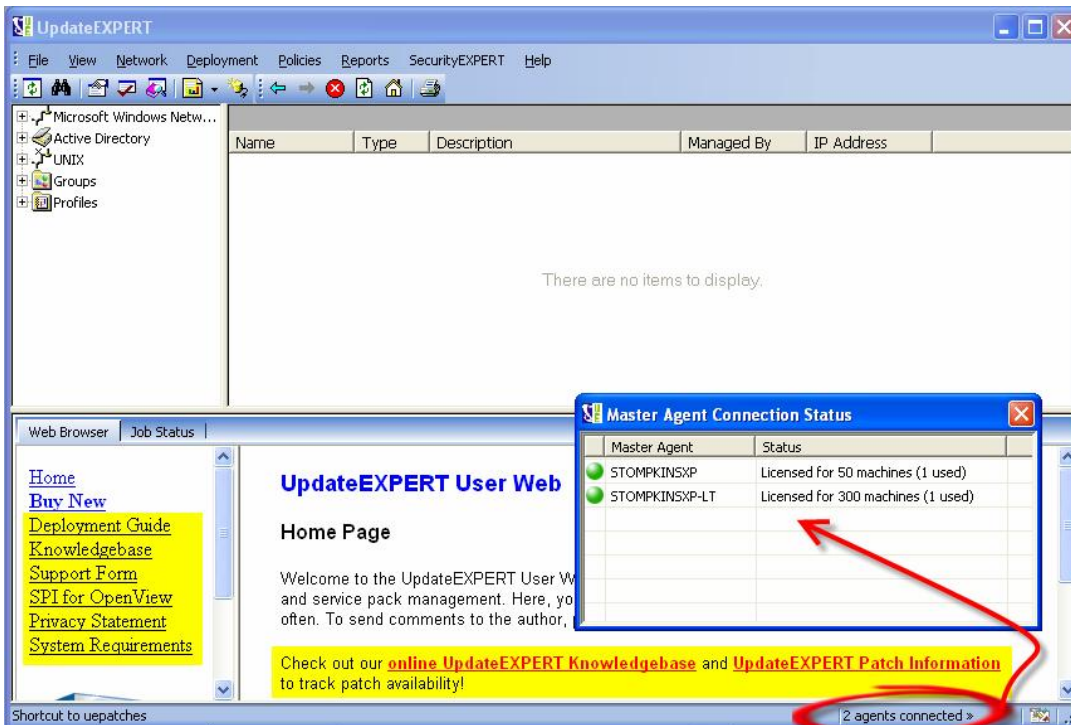 UpdateEXPERT
File View Network Deployment Policies Reports SecurityEXPERT Help
Microsoft Windows Netw...
Active Directory
UNIX
Groups
Profiles
Name Type Description Managed By IP Address
There are no items to display.
Web Browser Job Status
Home
Buy New
Deployment Guide
Knowledgebase
Support Form
SPI for OpenView
Privacy Statement
System Requirements
UpdateEXPERT User Web
Home Page
Welcome to the UpdateEXPERT User W
and service pack management. Here, yo
often. To send comments to the author,
Check out our online UpdateEXPERT Knowledgebase and UpdateEXPERT Patch Information
to track patch availability!
Master Agent Connection Status
Master Agent Status
STOMPKINSXP Licensed for 50 machines (1 used)
STOMPKINSXP-LT Licensed for 300 machines (1 used)
Shortcut to uepatches
2 agents connected »